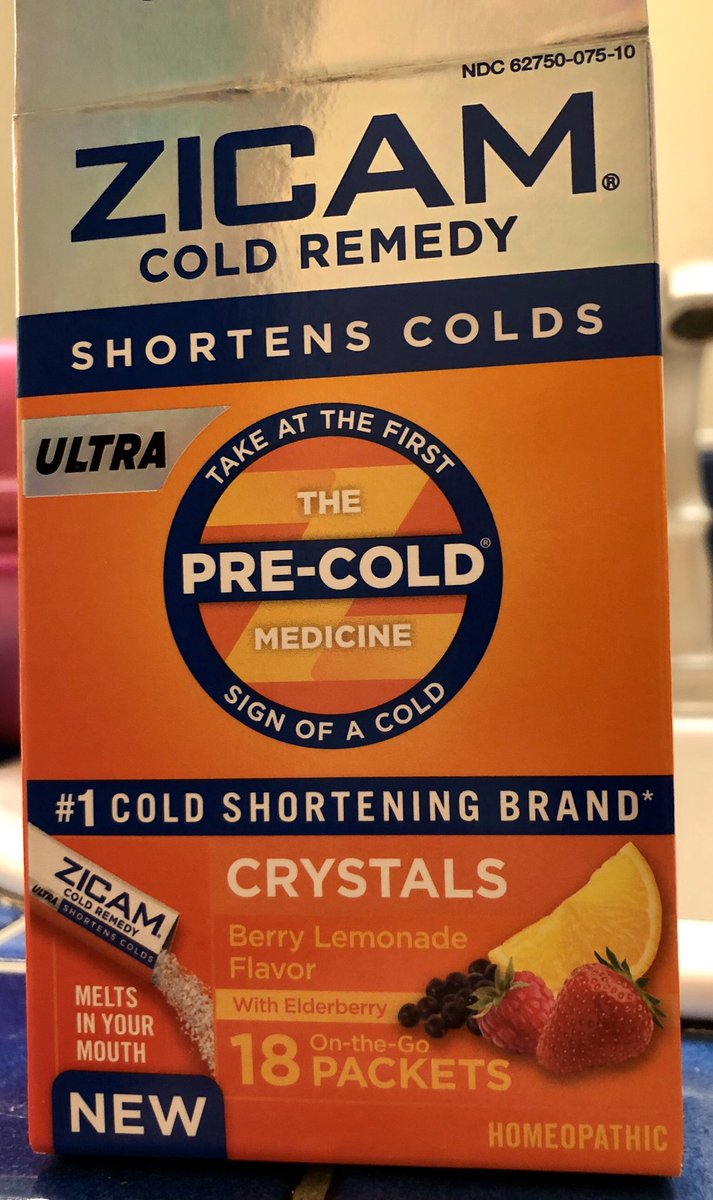 NDC 62750-075-10
ZICAM®
COLD REMEDY
SHORTENS COLDS
ULTRA
TAKE AT THE FIRST
THE
PRE-COLD®
MEDICINE
SIGN OF A COLD
#1 COLD SHORTENING BRAND*
ZICAM®
COLD REMEDY
ULTRA SHORTENS COLDS
CRYSTALS
Berry Lemonade
Flavor
With Elderberry
18 On-the-Go
PACKETS
MELTS
IN YOUR
MOUTH
NEW
HOMEOPATHIC